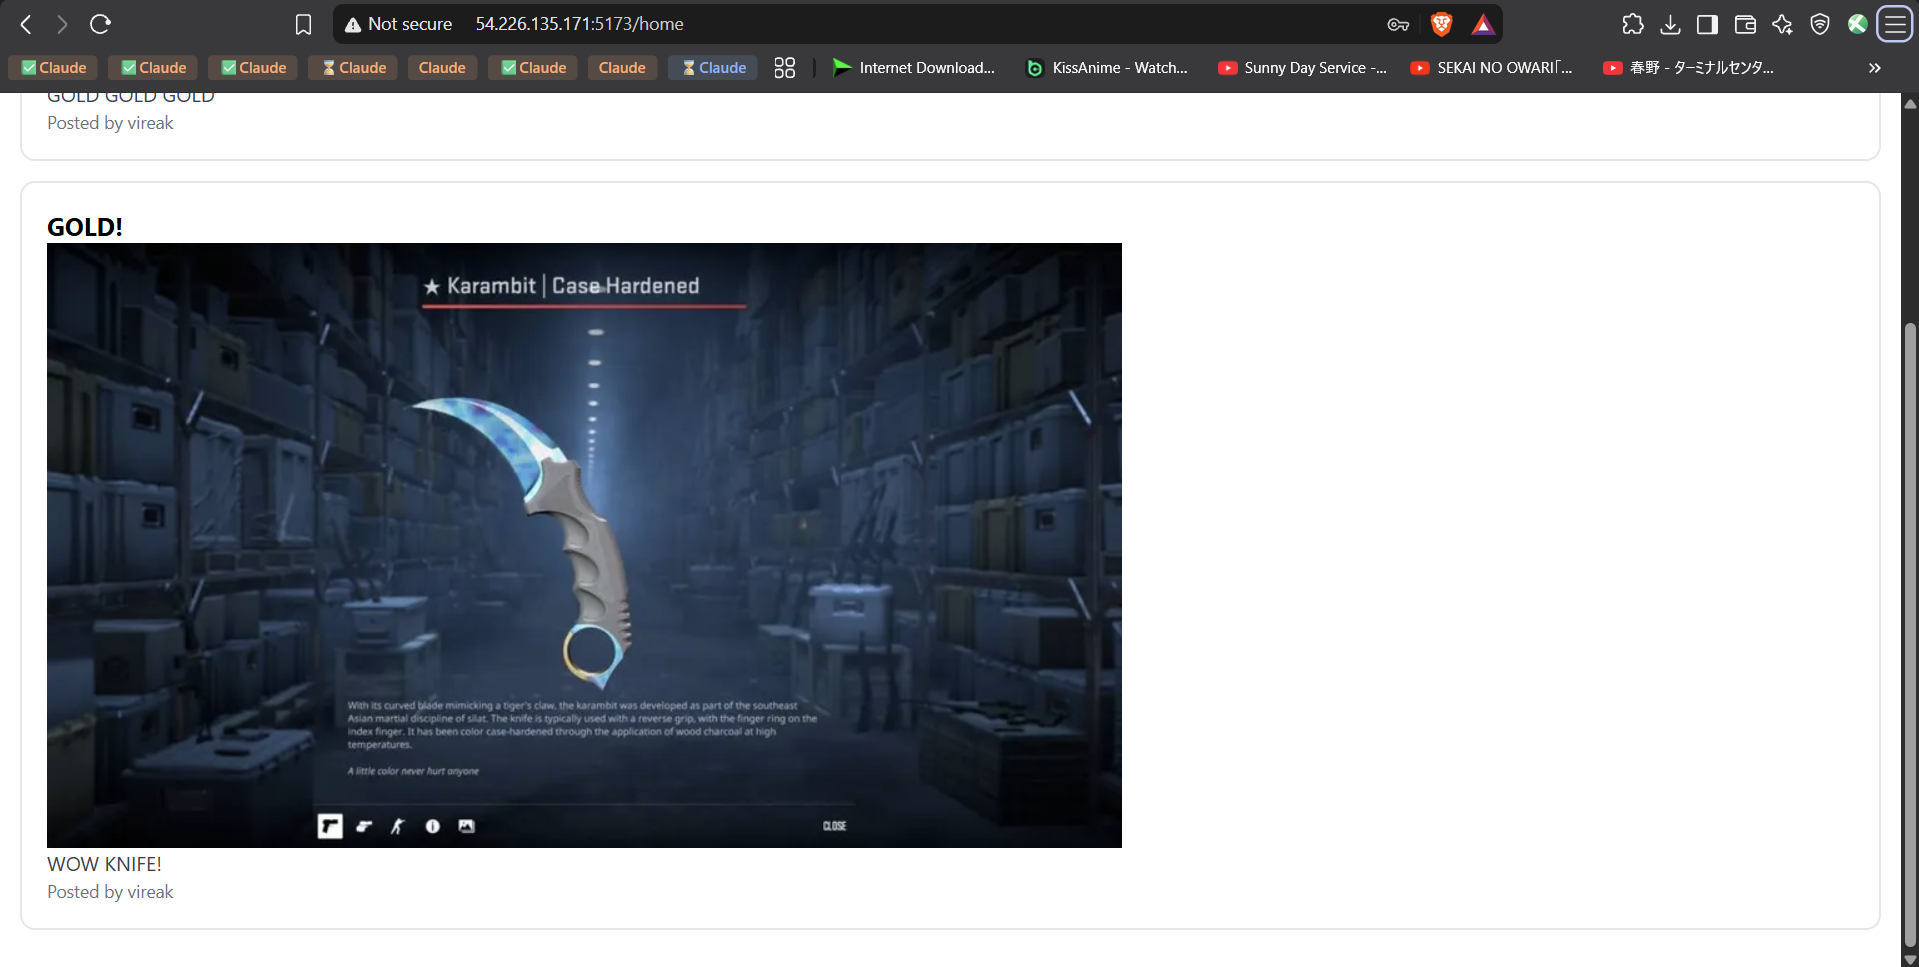 Not secure 54.226.135.171:5173/home
Claude Claude Claude Claude Claude Claude Claude Claude Internet Download... KissAnime - Watch... Sunny Day Service -... SEKAI NO OWARI「... 春野 - ターミナルセンタ... »
GOLD GOLD GOLD
Posted by vireak
GOLD!
★ Karambit | Case Hardened
With its curved blade mimicking a tiger's claw, the karambit was developed as part of the southeast
Asian martial discipline of silat. The knife is typically used with a reverse grip, with the finger ring on the
index finger. It has been color case-hardened through the application of wood charcoal at high
temperatures.
A little color never hurt anyone
CLOSE
WOW KNIFE!
Posted by vireak